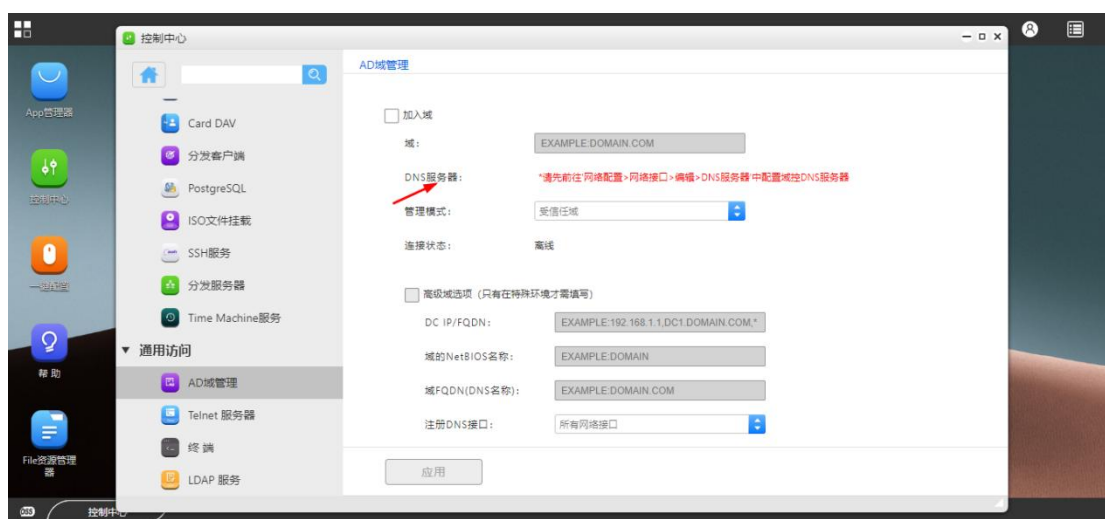 控制中心
App管理器
控制中心
一键配置
帮 助
File资源管理
器
Card DAV
分发客户端
PostgreSQL
ISO文件挂载
SSH服务
分发服务器
Time Machine服务
通用访问
AD域管理
Telnet 服务器
终 端
LDAP 服务
AD域管理
加入域
域：
EXAMPLE:DOMAIN.COM
DNS服务器：
*请先前往'网络配置>网络接口>编辑>DNS服务器'中配置域控DNS服务器
管理模式：
受信任域
连接状态：
离线
高级域选项（只有在特殊环境才需填写）
DC IP/FQDN：
EXAMPLE:192.168.1.1,DC1.DOMAIN.COM,*
域的NetBIOS名称：
EXAMPLE:DOMAIN
域FQDN(DNS名称)：
EXAMPLE:DOMAIN.COM
注册DNS接口：
所有网络接口
应用
控制中心